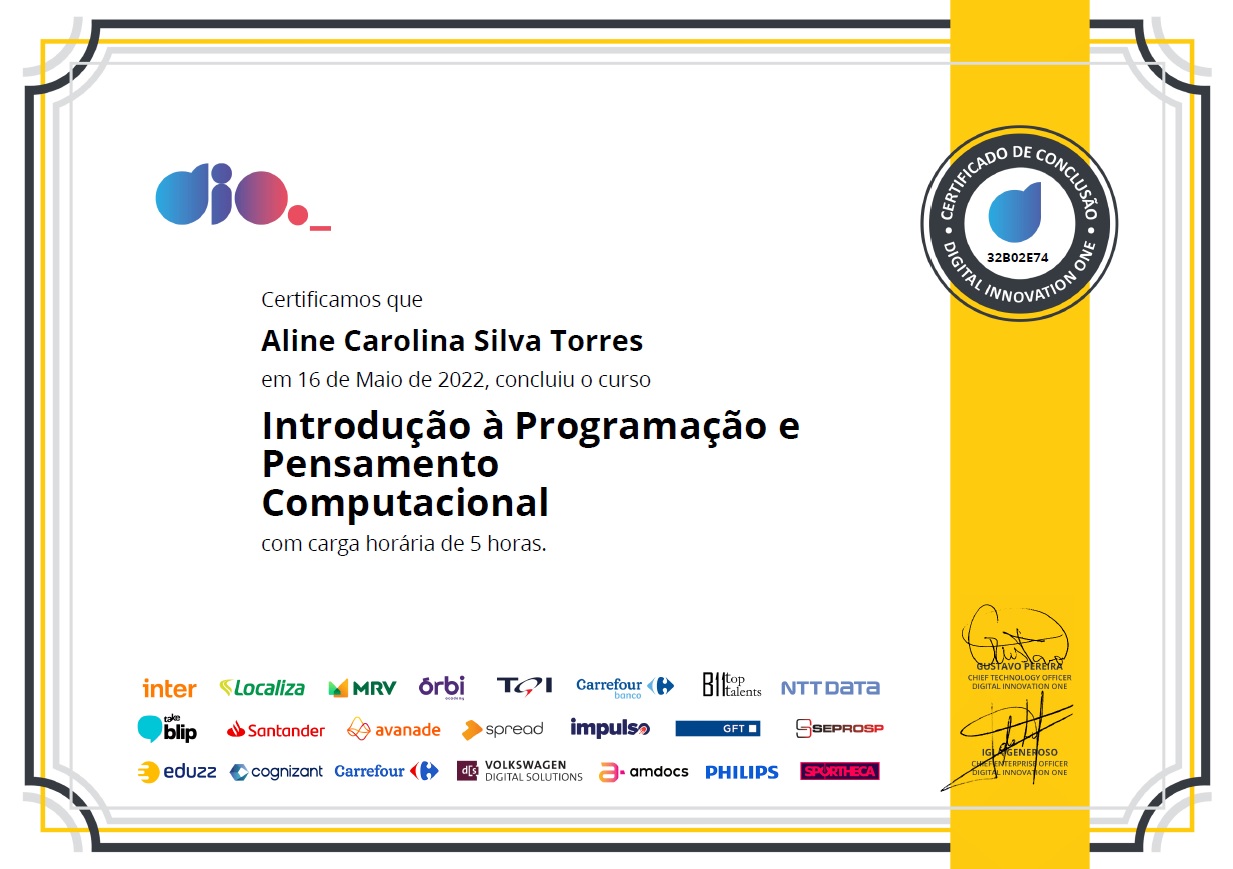 dio._
CERTIFICADO DE CONCLUSÃO
32B02E74
DIGITAL INNOVATION ONE
Certificamos que
Aline Carolina Silva Torres
em 16 de Maio de 2022, concluiu o curso
Introdução à Programação e
Pensamento
Computacional
com carga horária de 5 horas.
inter Localiza MRV órbi academy TQI Carrefour banco B11 top talents NTT DATA
take blip Santander avanade spread impulso GFT SEPROSP
eduzz cognizant Carrefour d[s] VOLKSWAGEN DIGITAL SOLUTIONS amdocs PHILIPS SPORTHECA
GUSTAVO PEREIRA
CHIEF TECHNOLOGY OFFICER
DIGITAL INNOVATION ONE
IGLÁ GENEROSO
CHIEF ENTERPRISE OFFICER
DIGITAL INNOVATION ONE